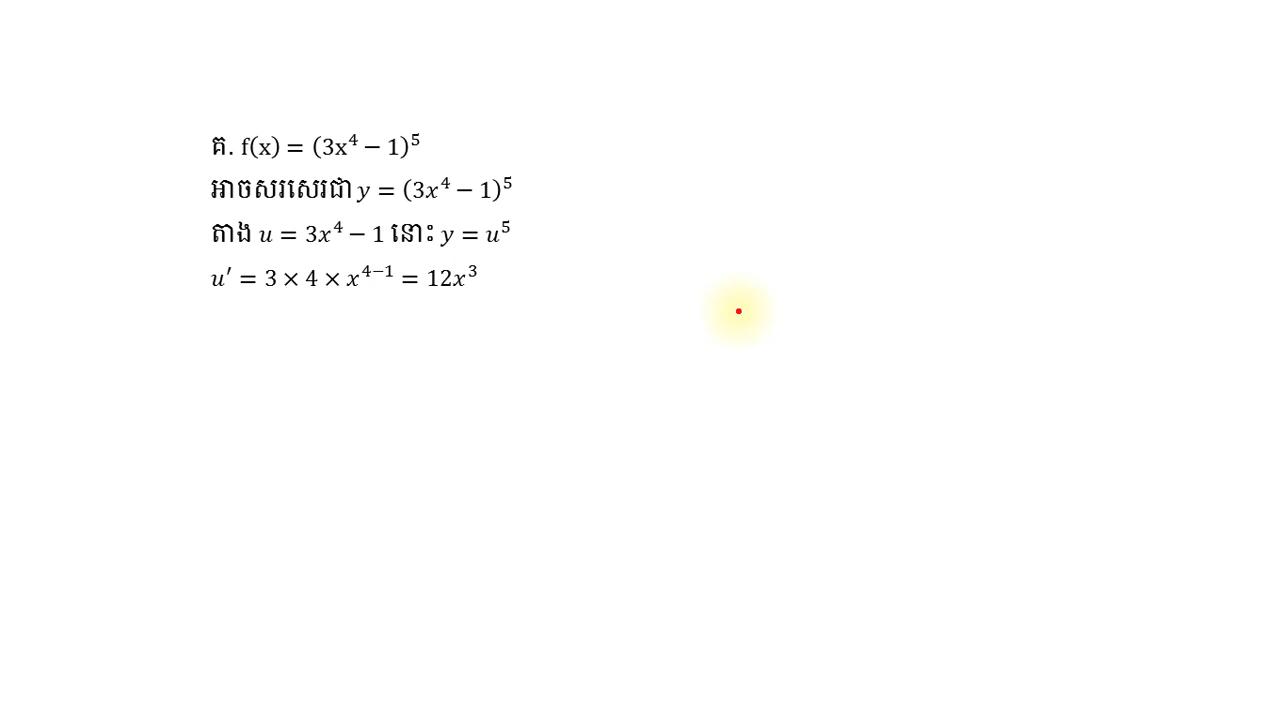 គ. f(x) = (3x⁴ − 1)⁵
អាចសរសេរជា y = (3x⁴ − 1)⁵
តាង u = 3x⁴ − 1 នោះ y = u⁵
u′ = 3 × 4 × x⁴⁻¹ = 12x³